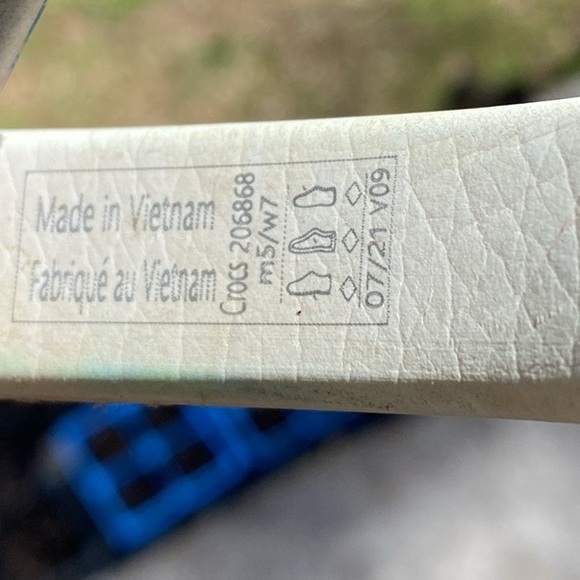 Made in Vietnam
Fabriqué au Vietnam
Crocs 206868
m5/w7
07/21 V09